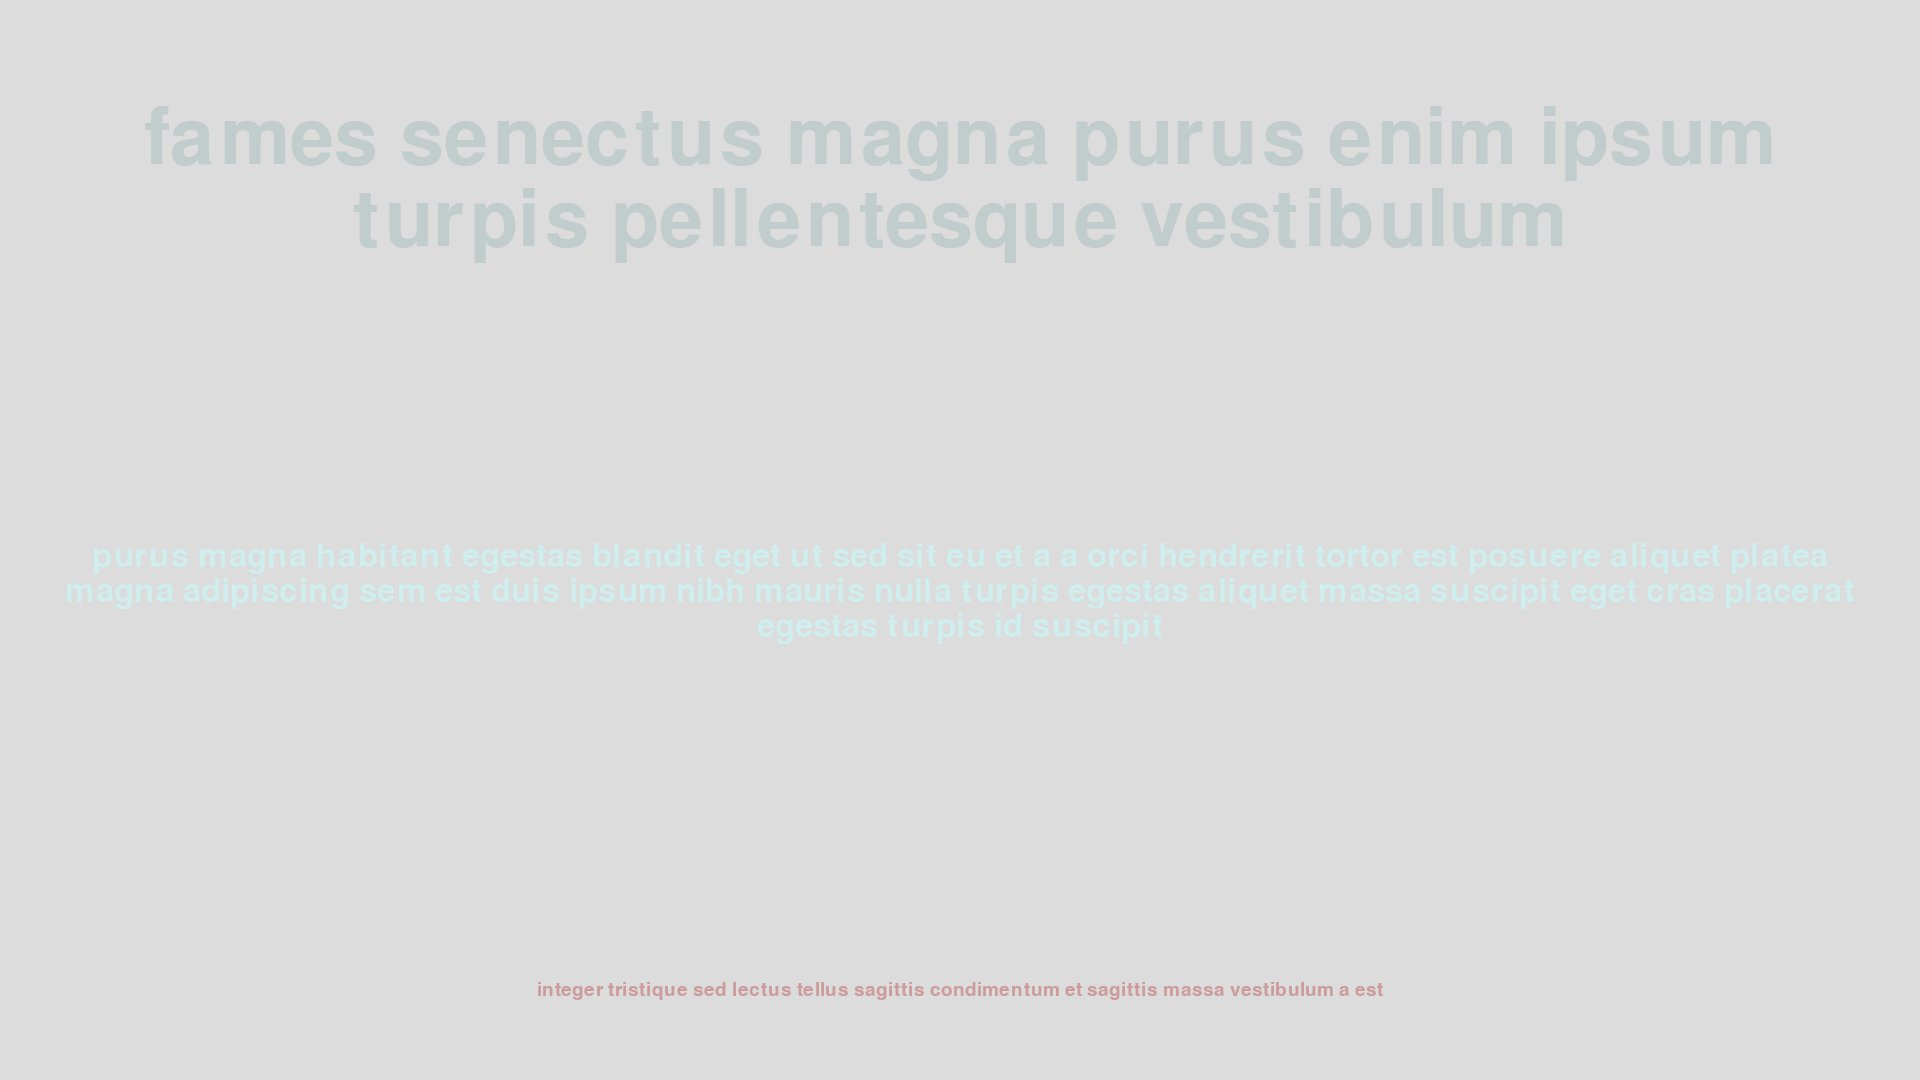 fames senectus magna purus enim ipsum
turpis pellentesque vestibulum
purus magna habitant egestas blandit eget ut sed sit eu et a a orci hendrerit tortor est posuere aliquet platea
magna adipiscing sem est duis ipsum nibh mauris nulla turpis egestas aliquet massa suscipit eget cras placerat
egestas turpis id suscipit
integer tristique sed lectus tellus sagittis condimentum et sagittis massa vestibulum a est